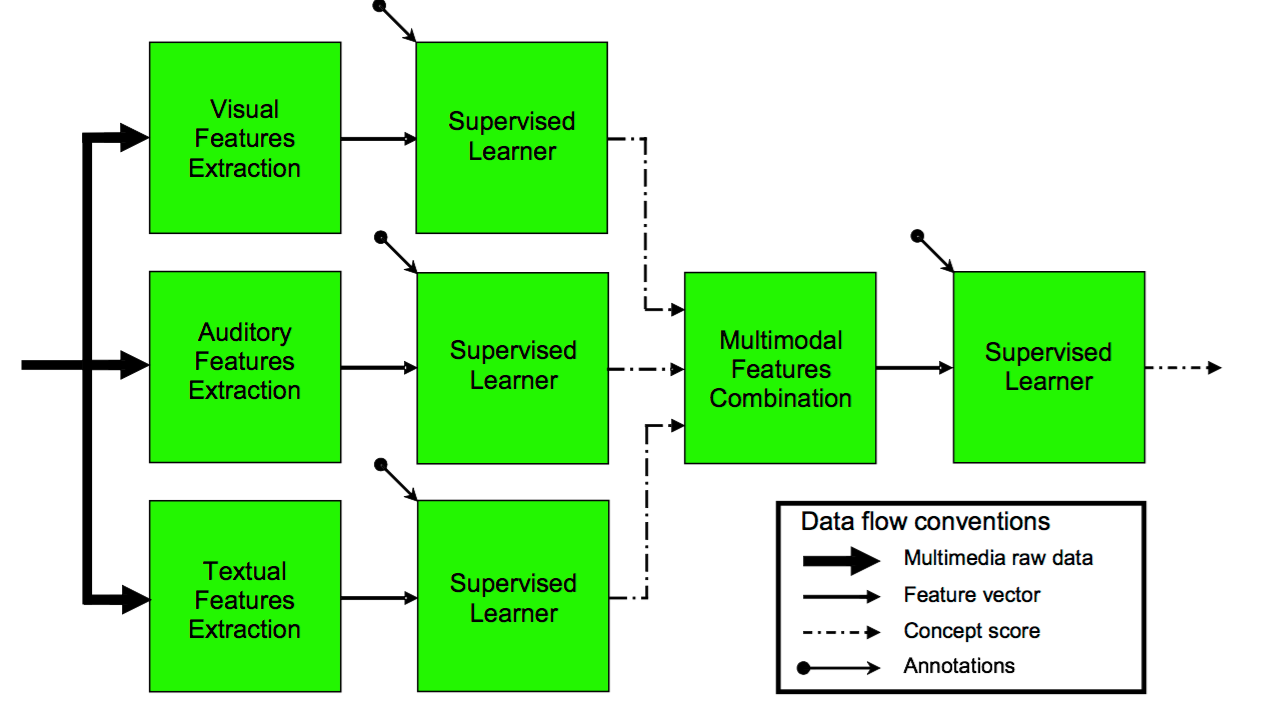 Visual
Features
Extraction
Supervised
Learner
Auditory
Features
Extraction
Supervised
Learner
Textual
Features
Extraction
Supervised
Learner
Multimodal
Features
Combination
Supervised
Learner
Data flow conventions
Multimedia raw data
Feature vector
Concept score
Annotations